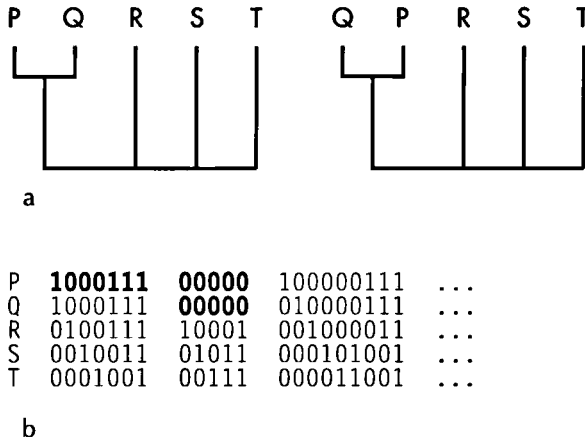 P Q R S T Q P R S T
a
P 1000111 00000 100000111 ...
Q 1000111 00000 010000111 ...
R 0100111 10001 001000011 ...
S 0010011 01011 000101001 ...
T 0001001 00111 000011001 ...
b